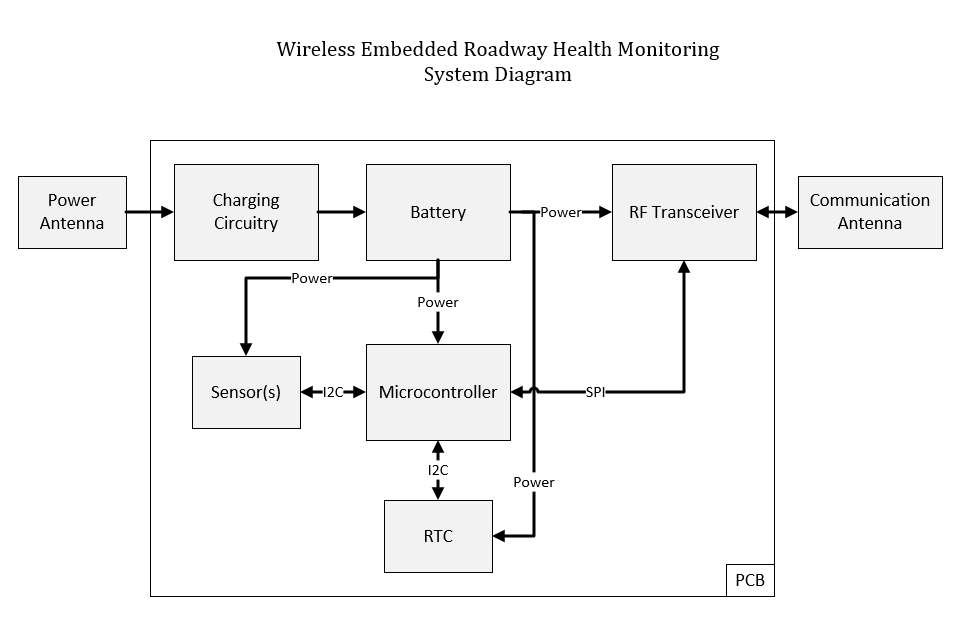 Wireless Embedded Roadway Health Monitoring
System Diagram
Power
Antenna
Charging
Circuitry
Battery
Power
RF Transceiver
Communication
Antenna
Power
Power
Sensor(s)
I2C
Microcontroller
SPI
I2C
Power
RTC
PCB